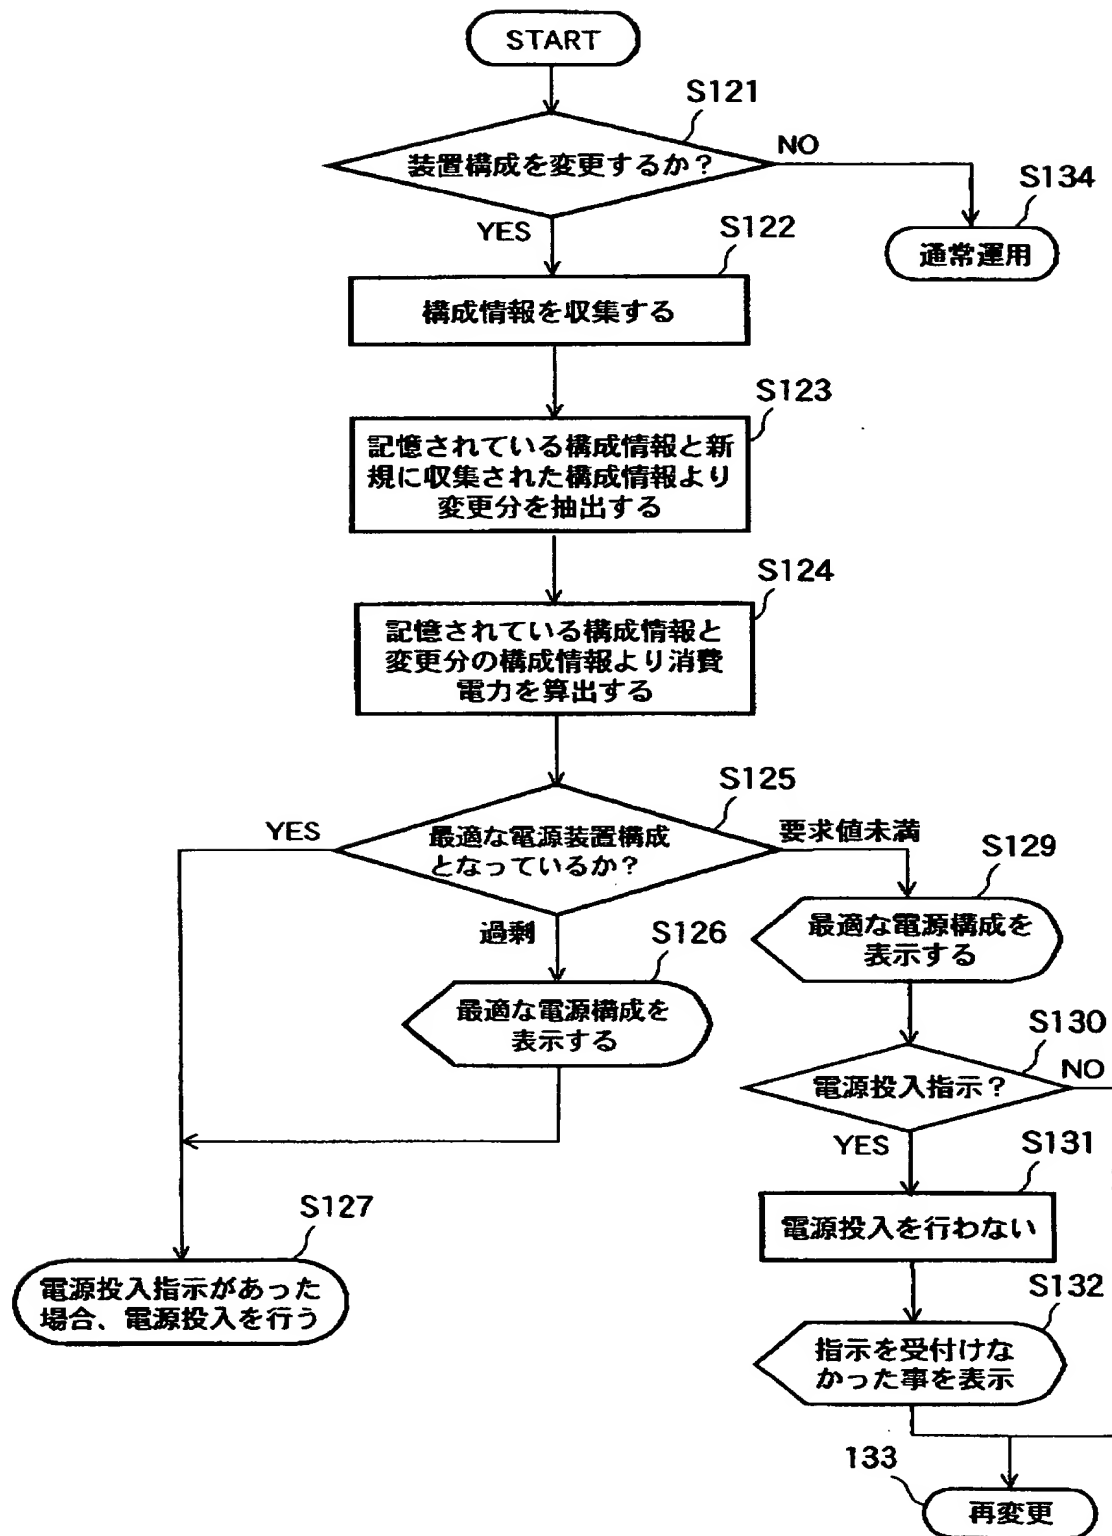 START
S121
装置構成を変更するか？
NO
S134
通常運用
YES
S122
構成情報を収集する
S123
記憶されている構成情報と新
規に収集された構成情報より
変更分を抽出する
S124
記憶されている構成情報と
変更分の構成情報より消費
電力を算出する
S125
YES
最適な電源装置構成
となっているか？
要求値未満
S129
最適な電源構成を
表示する
過剰
S126
最適な電源構成を
表示する
S130
電源投入指示？
NO
YES
S131
電源投入を行わない
S127
電源投入指示があった
場合、電源投入を行う
S132
指示を受付けな
かった事を表示
133
再変更